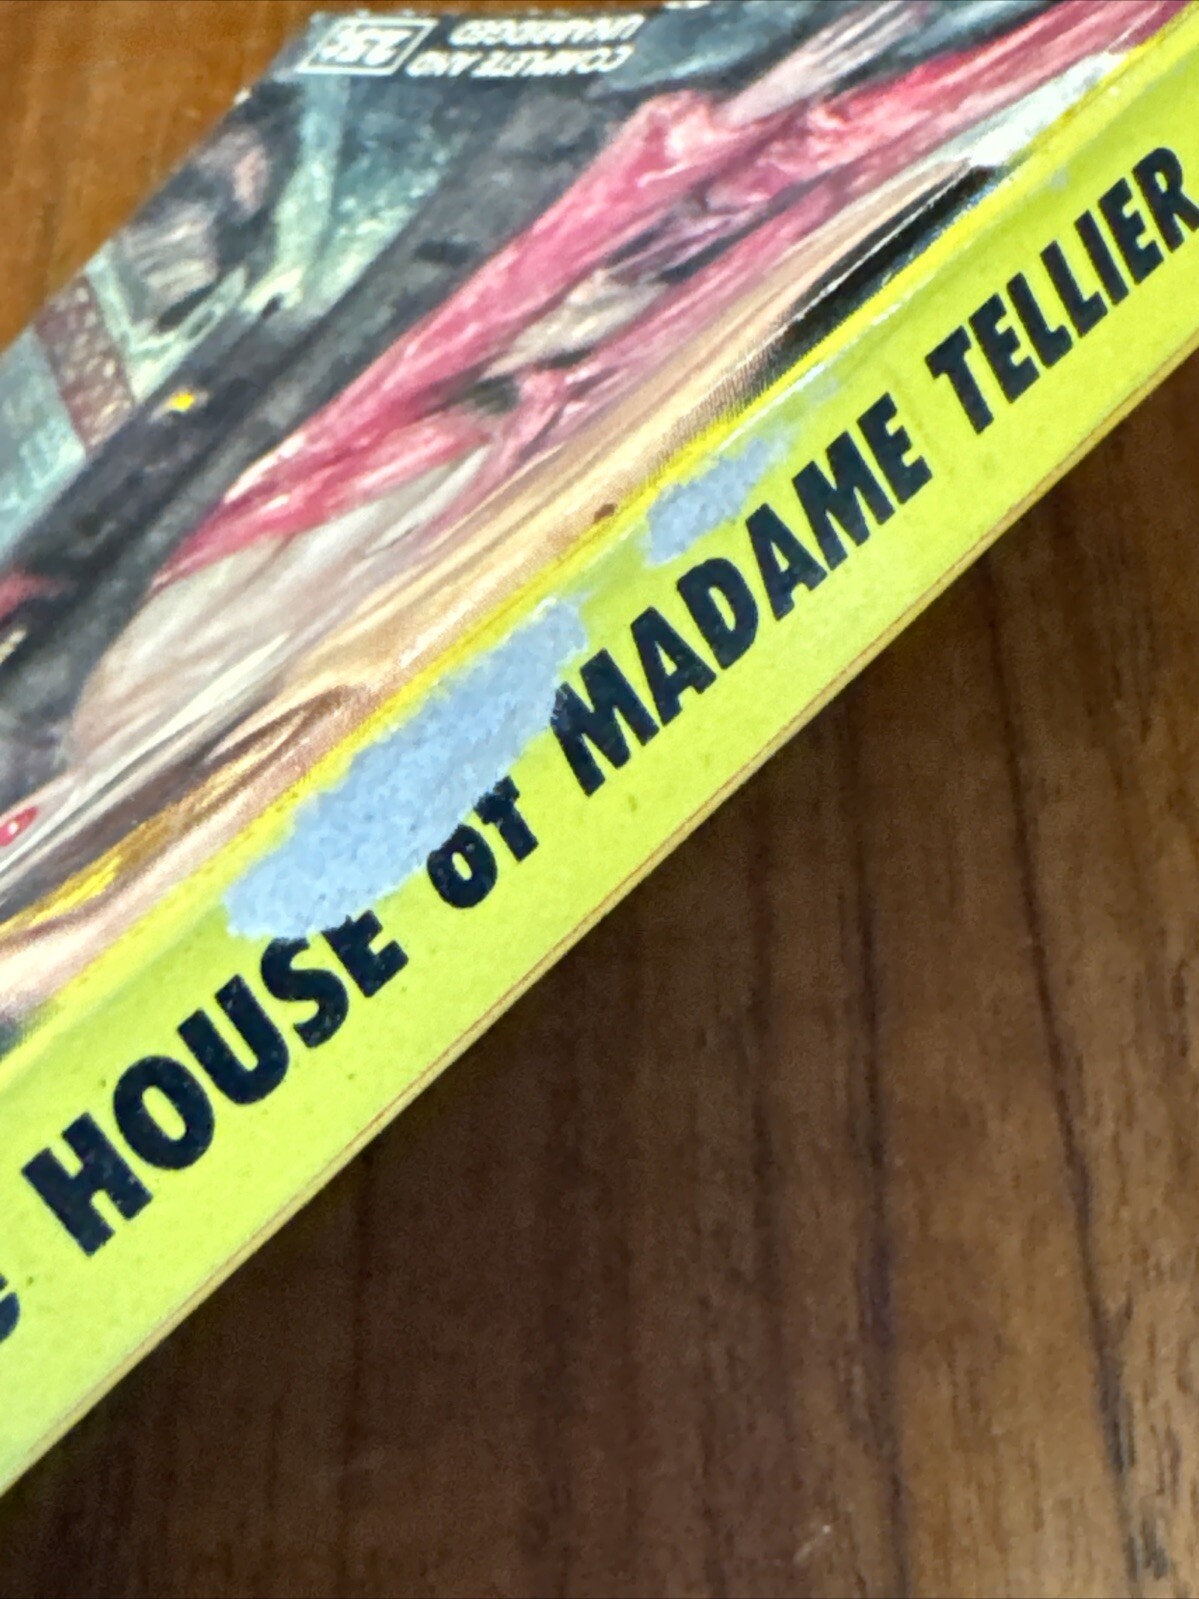 HOUSE of MADAME TELLIER
COMPLETE AND
UNABRIDGED
25¢